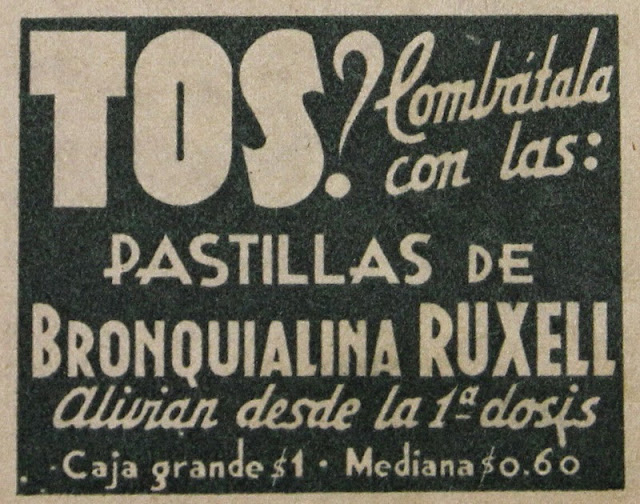 TOS? Combátala
con las:
PASTILLAS DE
BRONQUIALINA RUXELL
Alivian desde la 1ª dosis
Caja grande $1 · Mediana $0.60